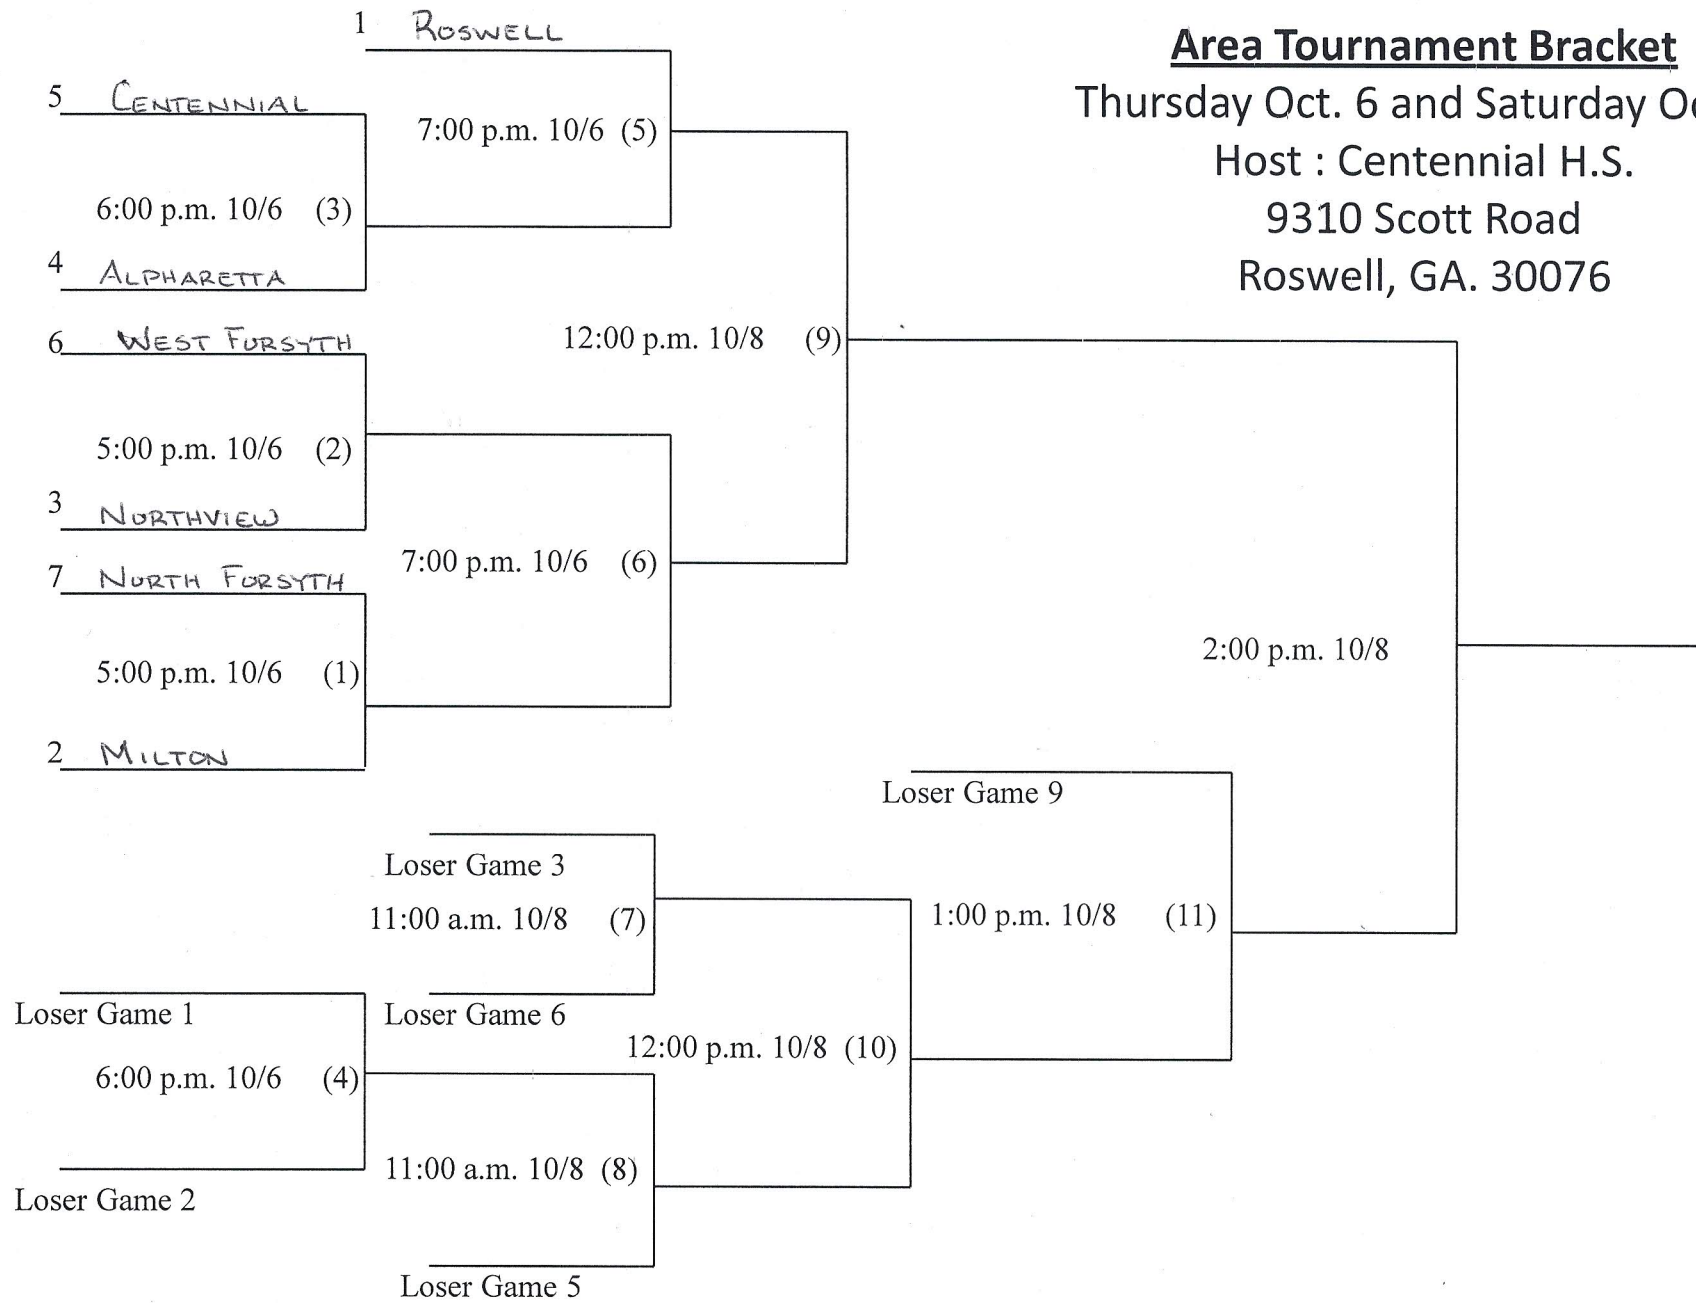 1 ROSWELL
Area Tournament Bracket
Thursday Oct. 6 and Saturday
Host : Centennial H.S.
9310 Scott Road
Roswell, GA. 30076
5 CENTENNIAL
7:00 p.m. 10/6 (5)
6:00 p.m. 10/6 (3)
4 ALPHARETTA
6 WEST FORSYTH
12:00 p.m. 10/8 (9)
5:00 p.m. 10/6 (2)
3 NORTHVIEW
7:00 p.m. 10/6 (6)
7 NORTH FORSYTH
5:00 p.m. 10/6 (1)
2:00 p.m. 10/8
2 MILTON
Loser Game 9
Loser Game 3
11:00 a.m. 10/8 (7)
1:00 p.m. 10/8 (11)
Loser Game 1
Loser Game 6
12:00 p.m. 10/8 (10)
6:00 p.m. 10/6 (4)
11:00 a.m. 10/8 (8)
Loser Game 2
Loser Game 5